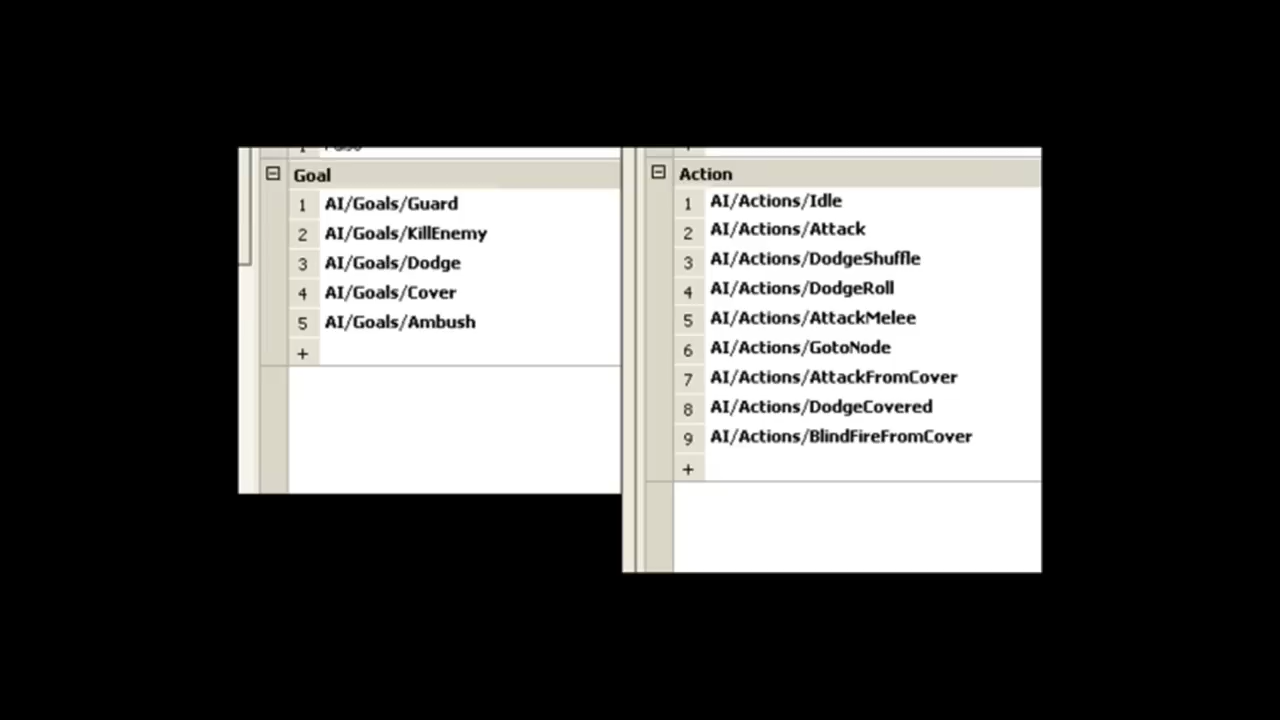 Goal
1 AI/Goals/Guard
2 AI/Goals/KillEnemy
3 AI/Goals/Dodge
4 AI/Goals/Cover
5 AI/Goals/Ambush
+
Action
1 AI/Actions/Idle
2 AI/Actions/Attack
3 AI/Actions/DodgeShuffle
4 AI/Actions/DodgeRoll
5 AI/Actions/AttackMelee
6 AI/Actions/GotoNode
7 AI/Actions/AttackFromCover
8 AI/Actions/DodgeCovered
9 AI/Actions/BlindFireFromCover
+